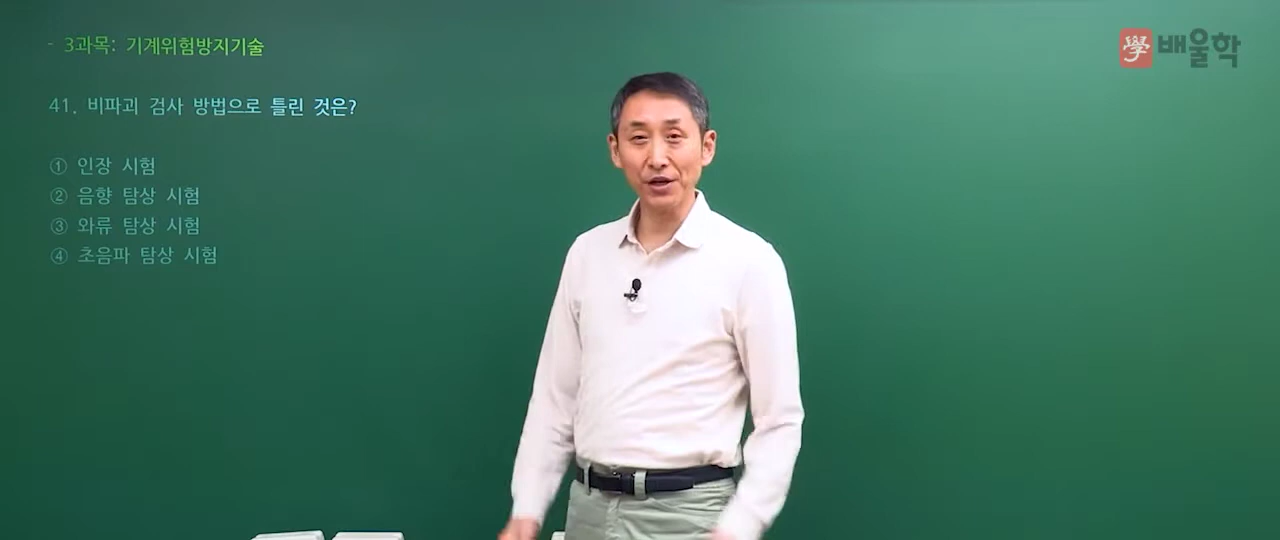 - 3과목: 기계위험방지기술
學 배울학
41. 비파괴 검사 방법으로 틀린 것은?
① 인장 시험
② 음향 탐상 시험
③ 와류 탐상 시험
④ 초음파 탐상 시험